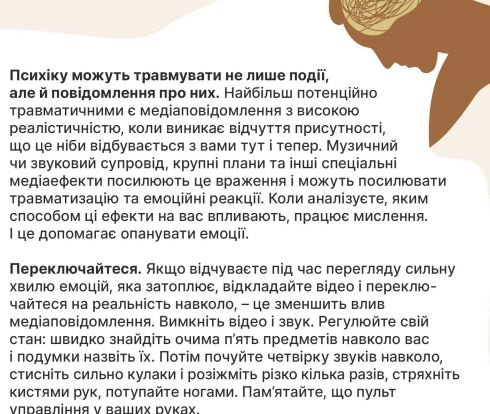 Психіку можуть травмувати не лише події,
але й повідомлення про них. Найбільш потенційно
травматичними є медіаповідомлення з високою
реалістичністю, коли виникає відчуття присутності,
що це ніби відбувається з вами тут і тепер. Музичний
чи звуковий супровід, крупні плани та інші спеціальні
медіаефекти посилюють це враження і можуть посилювати
травматизацію та емоційні реакції. Коли аналізуєте, яким
способом ці ефекти на вас впливають, працює мислення.
І це допомагає опанувати емоції.

Переключайтеся. Якщо відчуваєте під час перегляду сильну
хвилю емоцій, яка затоплює, відкладайте відео і переклю-
чайтеся на реальність навколо, – це зменшить влив
медіаповідомлення. Вимкніть відео і звук. Регулюйте свій
стан: швидко знайдіть очима п’ять предметів навколо вас
і подумки назвіть їх. Потім почуйте четвірку звуків навколо,
стисніть сильно кулаки і розіжміть різко кілька разів, стряхніть
кистями рук, потупайте ногами. Пам’ятайте, що пульт
управління у ваших руках.